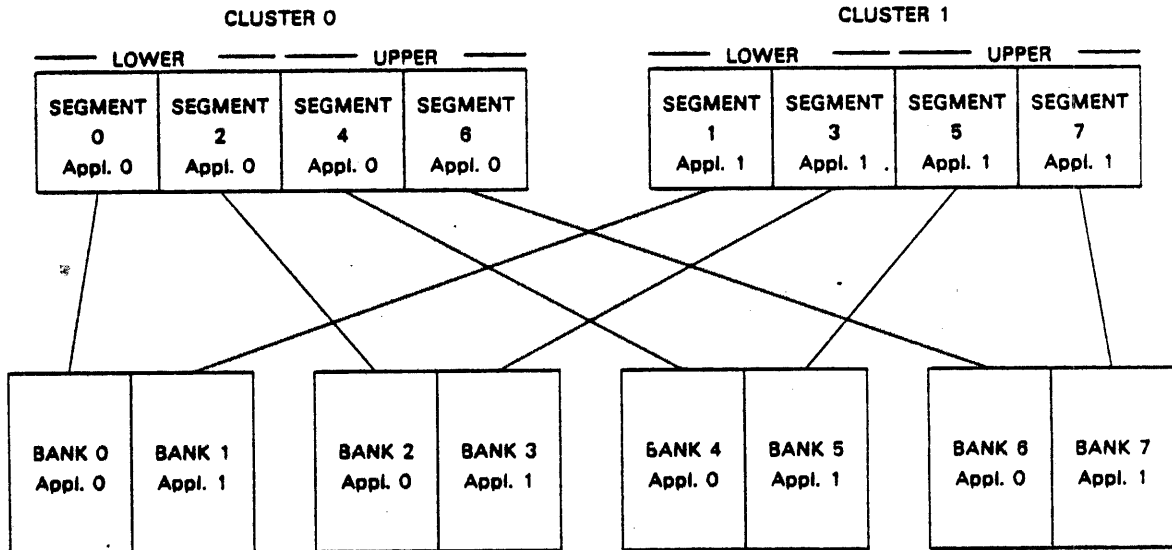 CLUSTER 0
CLUSTER 1
LOWER UPPER
LOWER UPPER
SEGMENT
0
Appl. 0
SEGMENT
2
Appl. 0
SEGMENT
4
Appl. 0
SEGMENT
6
Appl. 0
SEGMENT
1
Appl. 1
SEGMENT
3
Appl. 1
SEGMENT
5
Appl. 1
SEGMENT
7
Appl. 1
BANK 0
Appl. 0
BANK 1
Appl. 1
BANK 2
Appl. 0
BANK 3
Appl. 1
BANK 4
Appl. 0
BANK 5
Appl. 1
BANK 6
Appl. 0
BANK 7
Appl. 1